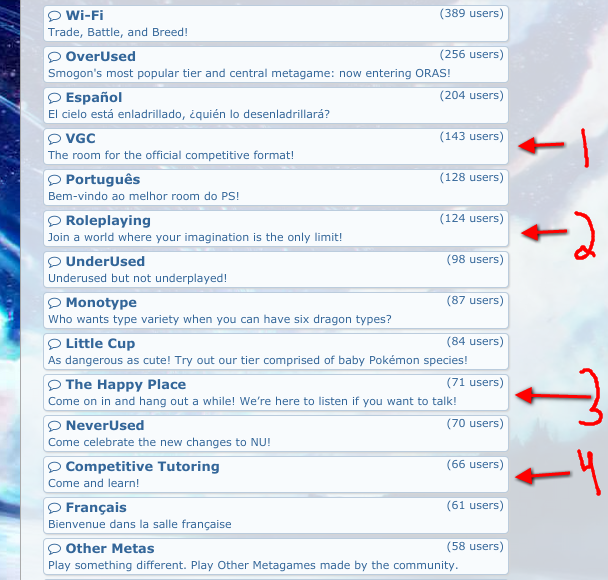 Wi-Fi (389 users)
Trade, Battle, and Breed!
OverUsed (256 users)
Smogon's most popular tier and central metagame: now entering ORAS!
Español (204 users)
El cielo está enladrillado, ¿quién lo desenladrillará?
VGC (143 users) 1
The room for the official competitive format!
Português (128 users)
Bem-vindo ao melhor room do PS!
Roleplaying (124 users) 2
Join a world where your imagination is the only limit!
UnderUsed (98 users)
Underused but not underplayed!
Monotype (87 users)
Who wants type variety when you can have six dragon types?
Little Cup (84 users)
As dangerous as cute! Try out our tier comprised of baby Pokémon species!
The Happy Place (71 users) 3
Come on in and hang out a while! We’re here to listen if you want to talk!
NeverUsed (70 users)
Come celebrate the new changes to NU!
Competitive Tutoring (66 users) 4
Come and learn!
Français (61 users)
Bienvenue dans la salle française
Other Metas (58 users)
Play something different. Play Other Metagames made by the community.